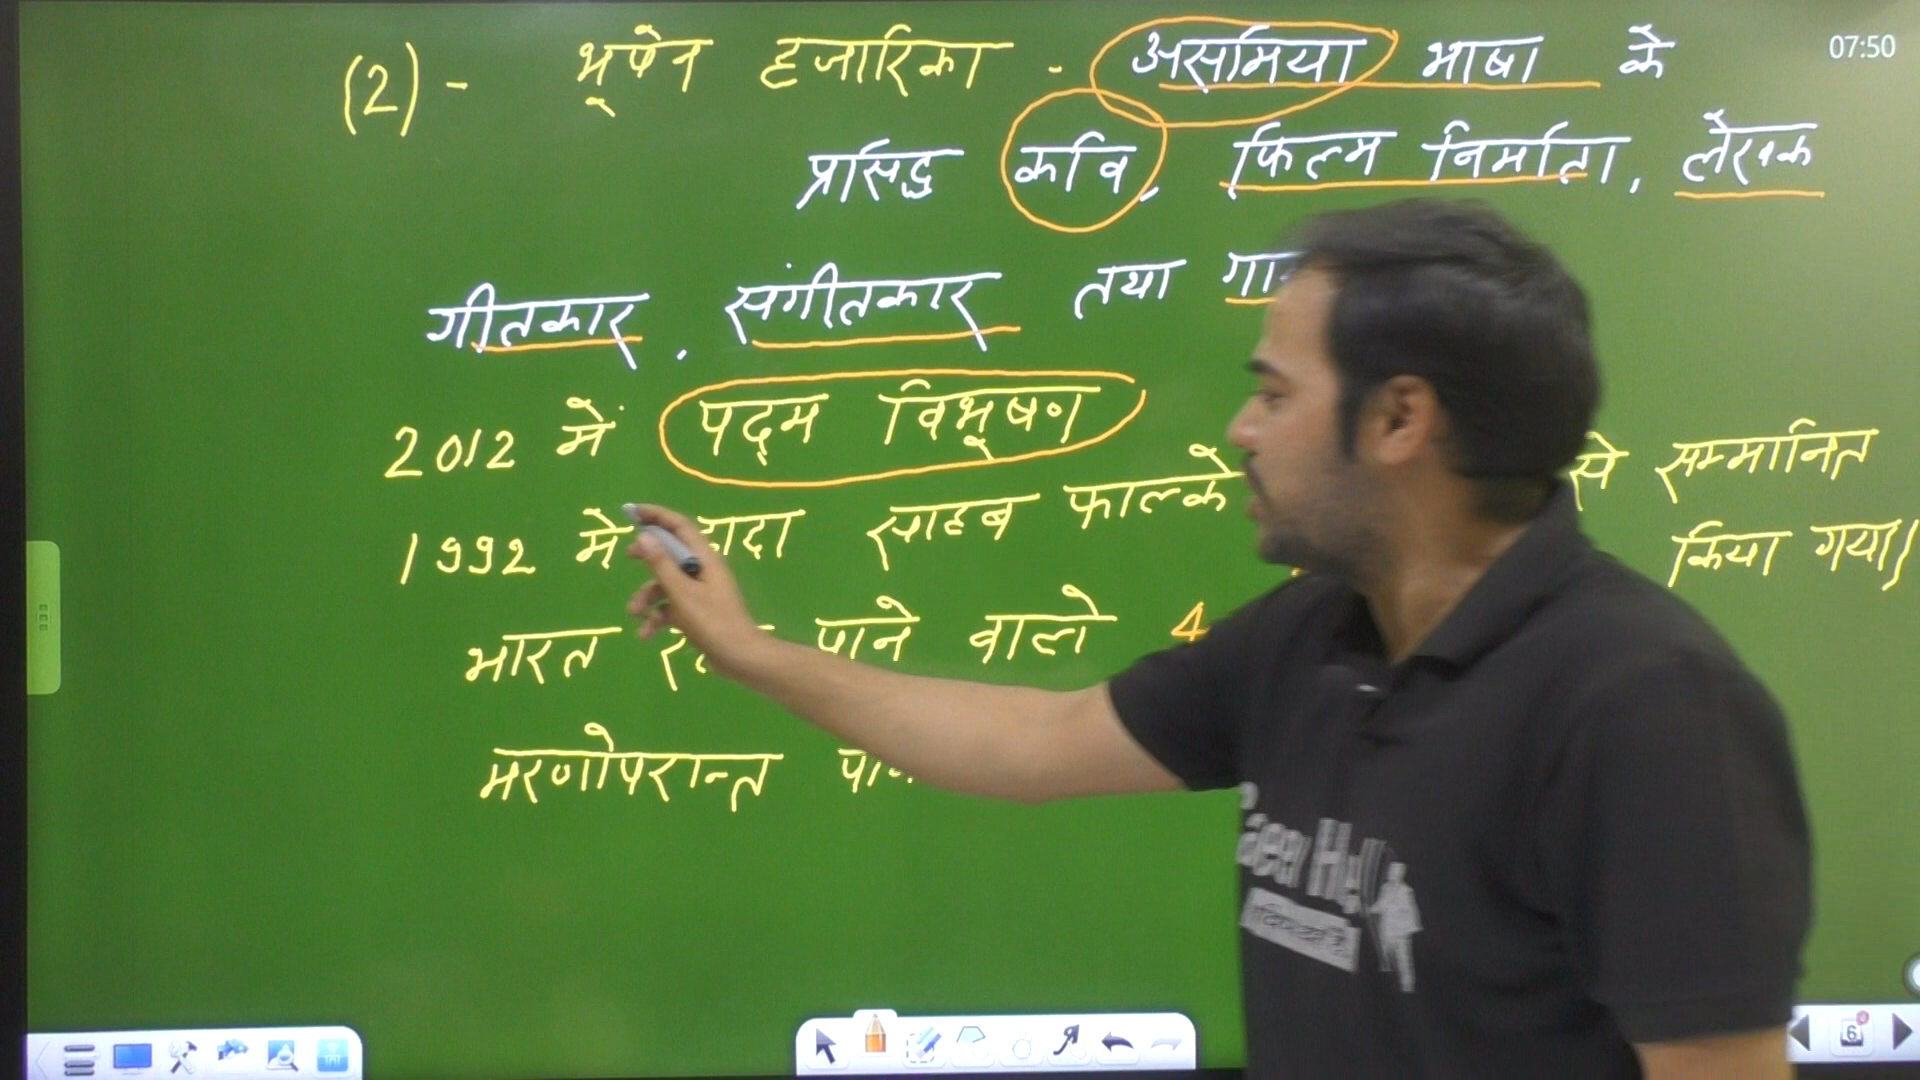 07:50
(2) - भूपेन हजारिका - असमिया भाषा के
प्रसिद्ध कवि, फिल्म निर्माता, लेखक
गीतकार, संगीतकार तथा
2012 में पद्म विभूषण
1992 में दादा साहब फाल्के से सम्मानित
किया गया।
भारत पाने वाले 4
मरणोपरान्त
6